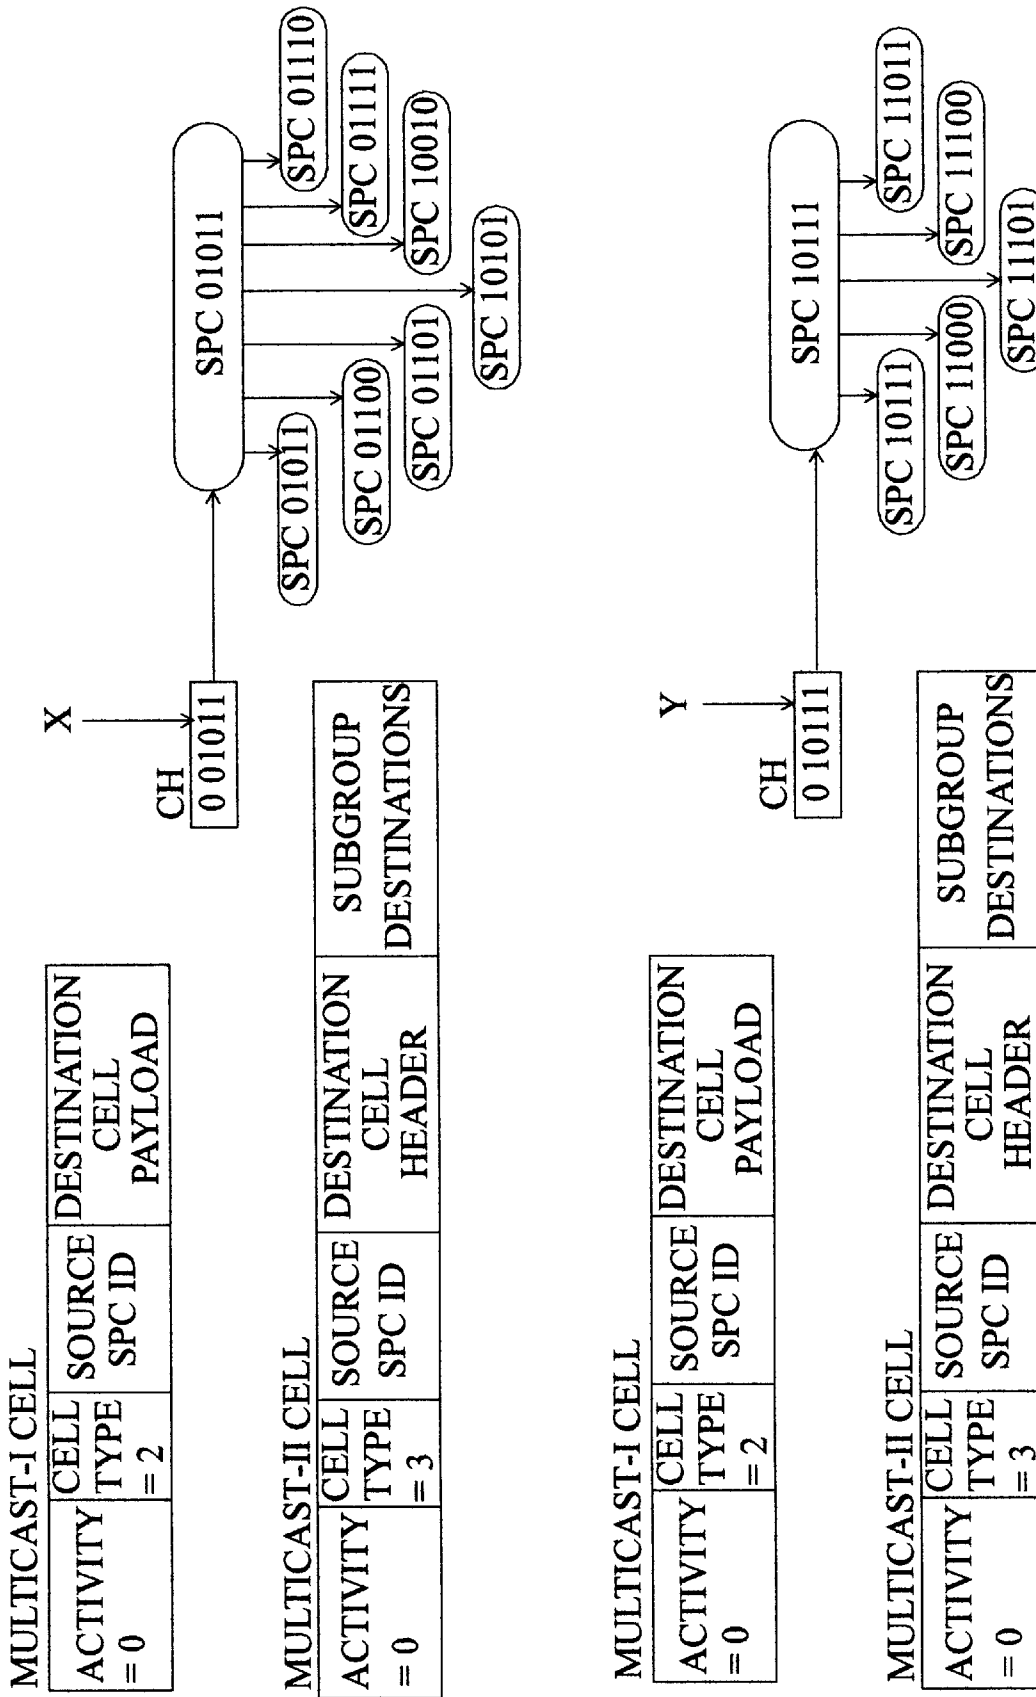 MULTICAST-I CELL
ACTIVITY
= 0
CELL
TYPE
= 2
SOURCE
SPC ID
DESTINATION
CELL
PAYLOAD
MULTICAST-II CELL
ACTIVITY
= 0
CELL
TYPE
= 3
SOURCE
SPC ID
DESTINATION
CELL
HEADER
SUBGROUP
DESTINATIONS
X
CH
0 01011
SPC 01011
SPC 01011
SPC 01100
SPC 01101
SPC 10101
SPC 10010
SPC 01111
SPC 01110
MULTICAST-I CELL
ACTIVITY
= 0
CELL
TYPE
= 2
SOURCE
SPC ID
DESTINATION
CELL
PAYLOAD
MULTICAST-II CELL
ACTIVITY
= 0
CELL
TYPE
= 3
SOURCE
SPC ID
DESTINATION
CELL
HEADER
SUBGROUP
DESTINATIONS
Y
CH
0 10111
SPC 10111
SPC 10111
SPC 11000
SPC 11101
SPC 11100
SPC 11011